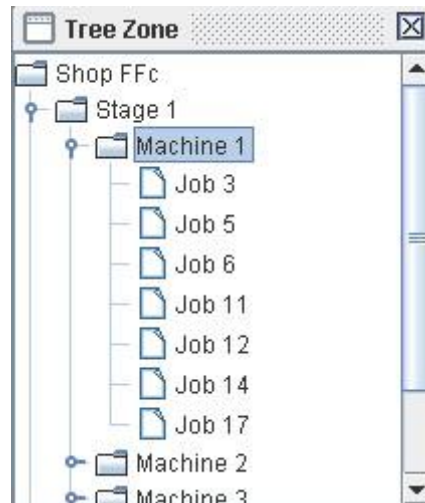 Tree Zone
Shop FFc
Stage 1
Machine 1
Job 3
Job 5
Job 6
Job 11
Job 12
Job 14
Job 17
Machine 2
Machine 3